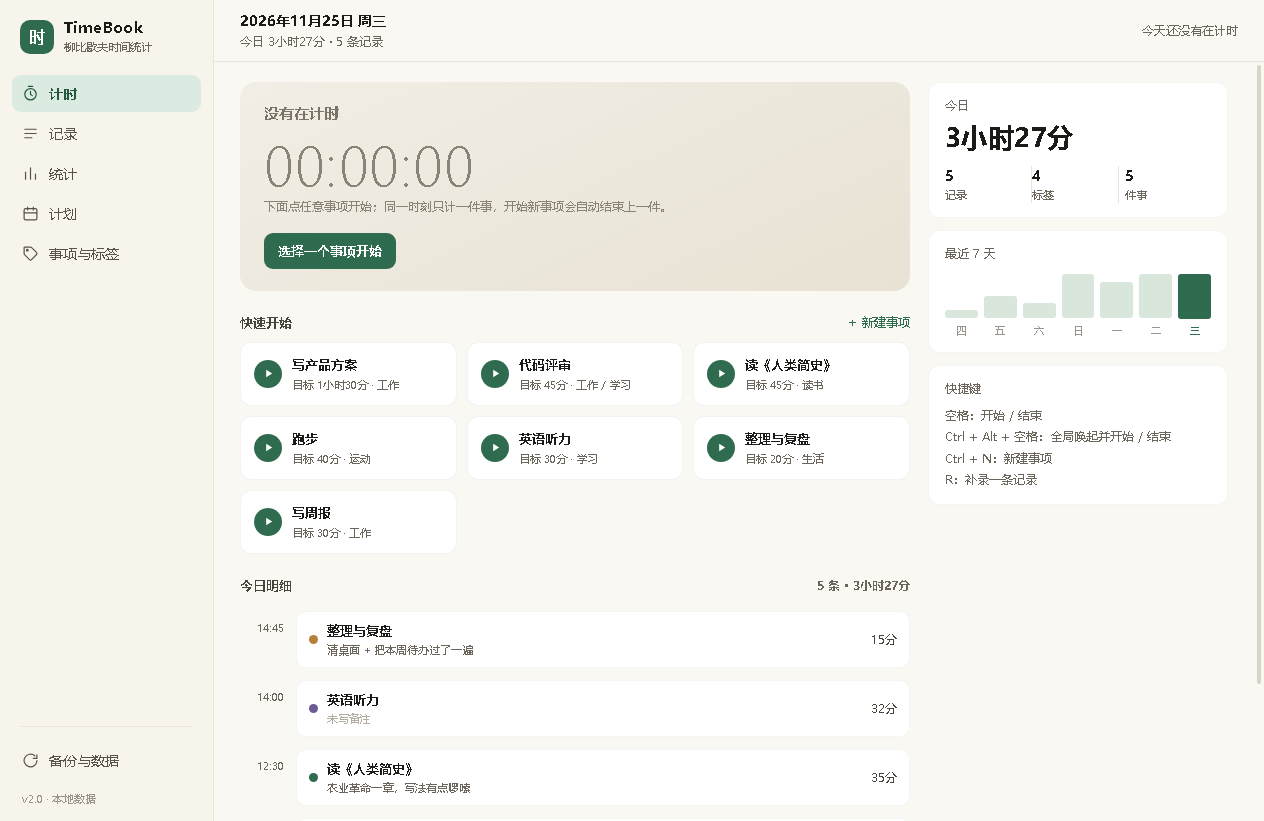 时
TimeBook
柳比歇夫时间统计
计时
记录
统计
计划
事项与标签
备份与数据
v2.0 · 本地数据
2026年11月25日 周三
今日 3小时27分 · 5 条记录
今天还没有在计时
没有在计时
00:00:00
下面点任意事项开始；同一时刻只计一件事，开始新事项会自动结束上一件。
选择一个事项开始
快速开始
+ 新建事项
写产品方案
目标 1小时30分 · 工作
代码评审
目标 45分 · 工作 / 学习
读《人类简史》
目标 45分 · 读书
跑步
目标 40分 · 运动
英语听力
目标 30分 · 学习
整理与复盘
目标 20分 · 生活
写周报
目标 30分 · 工作
今日明细
5 条 · 3小时27分
14:45
整理与复盘
清桌面 + 把本周待办过了一遍
15分
14:00
英语听力
未写备注
32分
12:30
读《人类简史》
农业革命一章，写法有点啰嗦
35分
今日
3小时27分
5
记录
4
标签
5
件事
最近 7 天
四
五
六
日
一
二
三
快捷键
空格：开始 / 结束
Ctrl + Alt + 空格：全局唤起并开始 / 结束
Ctrl + N：新建事项
R：补录一条记录